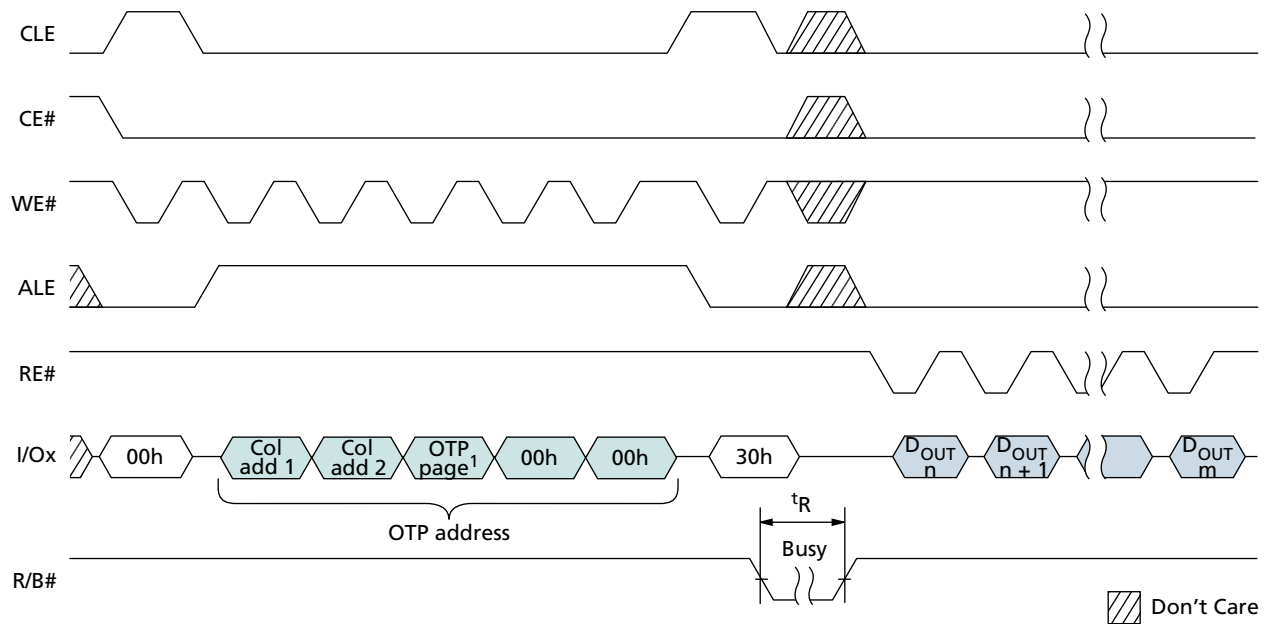 CLE
CE#
WE#
ALE
RE#
I/Ox
00h
Col
add 1
Col
add 2
OTP
page1
00h
00h
30h
DOUT
n
DOUT
n + 1
DOUT
m
OTP address
tR
Busy
R/B#
Don't Care